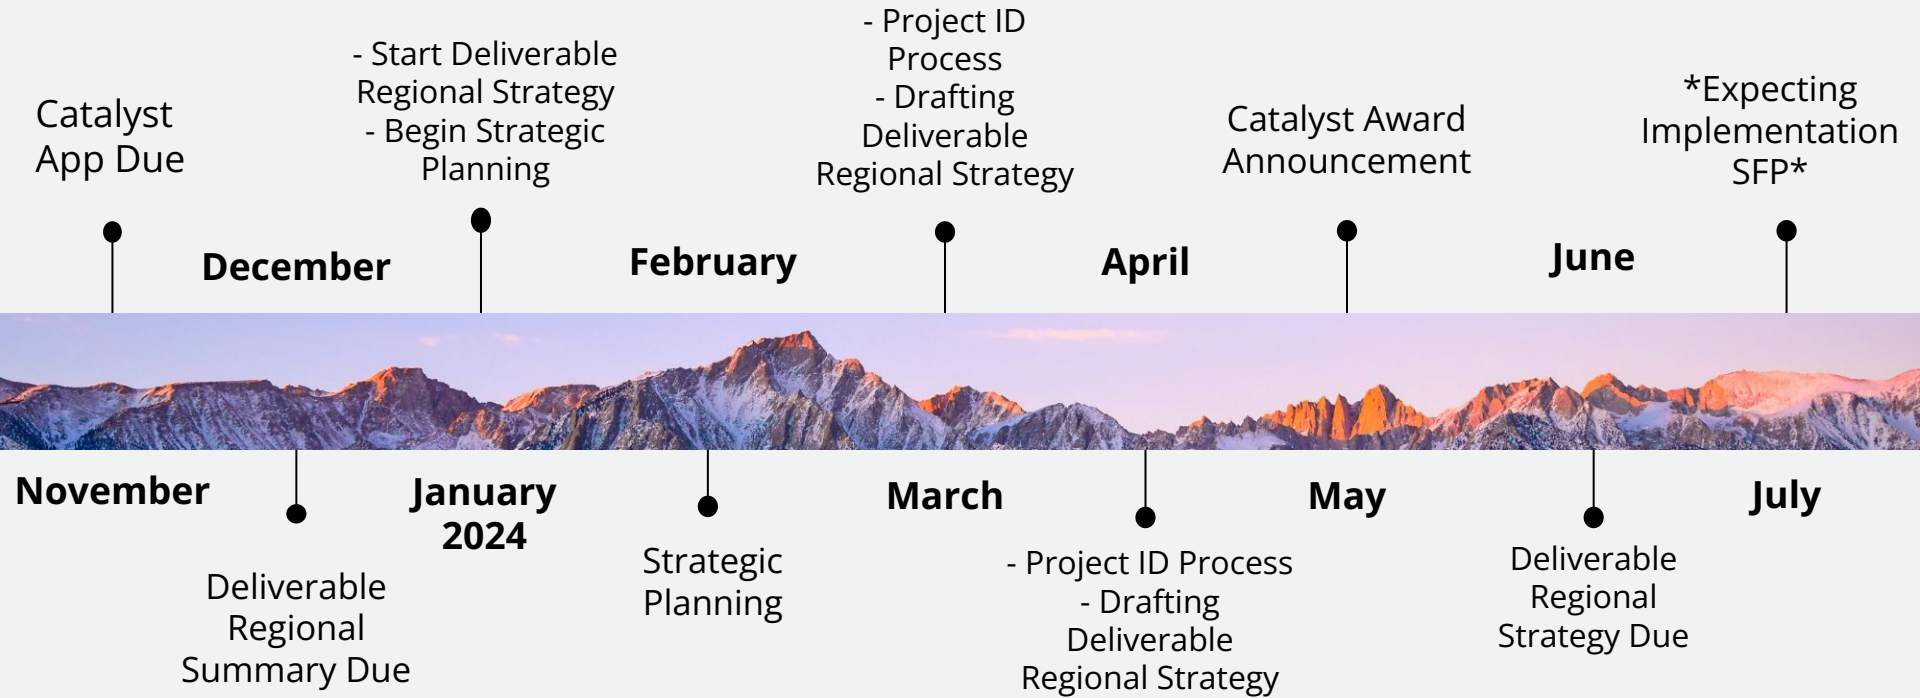 Catalyst
App Due
November
December
Deliverable
Regional
Summary Due
- Start Deliverable
Regional Strategy
- Begin Strategic
Planning
January
2024
February
Strategic
Planning
- Project ID
Process
- Drafting
Deliverable
Regional Strategy
March
April
- Project ID Process
- Drafting
Deliverable
Regional Strategy
Catalyst Award
Announcement
May
June
Deliverable
Regional
Strategy Due
*Expecting
Implementation
SFP*
July